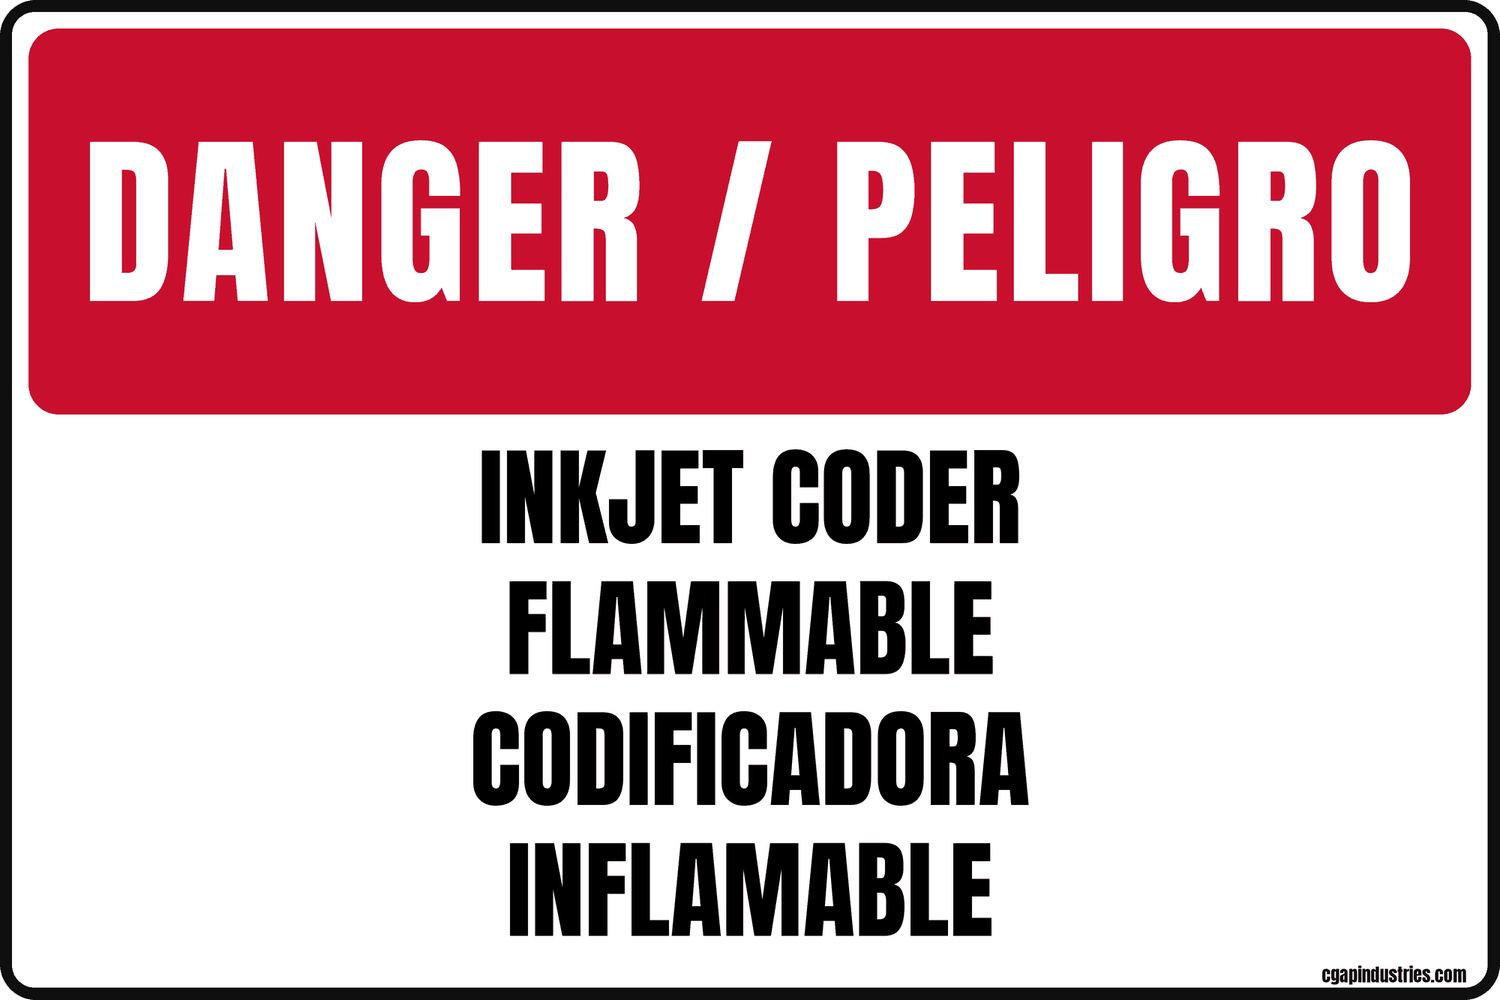 DANGER / PELIGRO
INKJET CODER
FLAMMABLE
CODIFICADORA
INFLAMABLE
cgapindustries.com